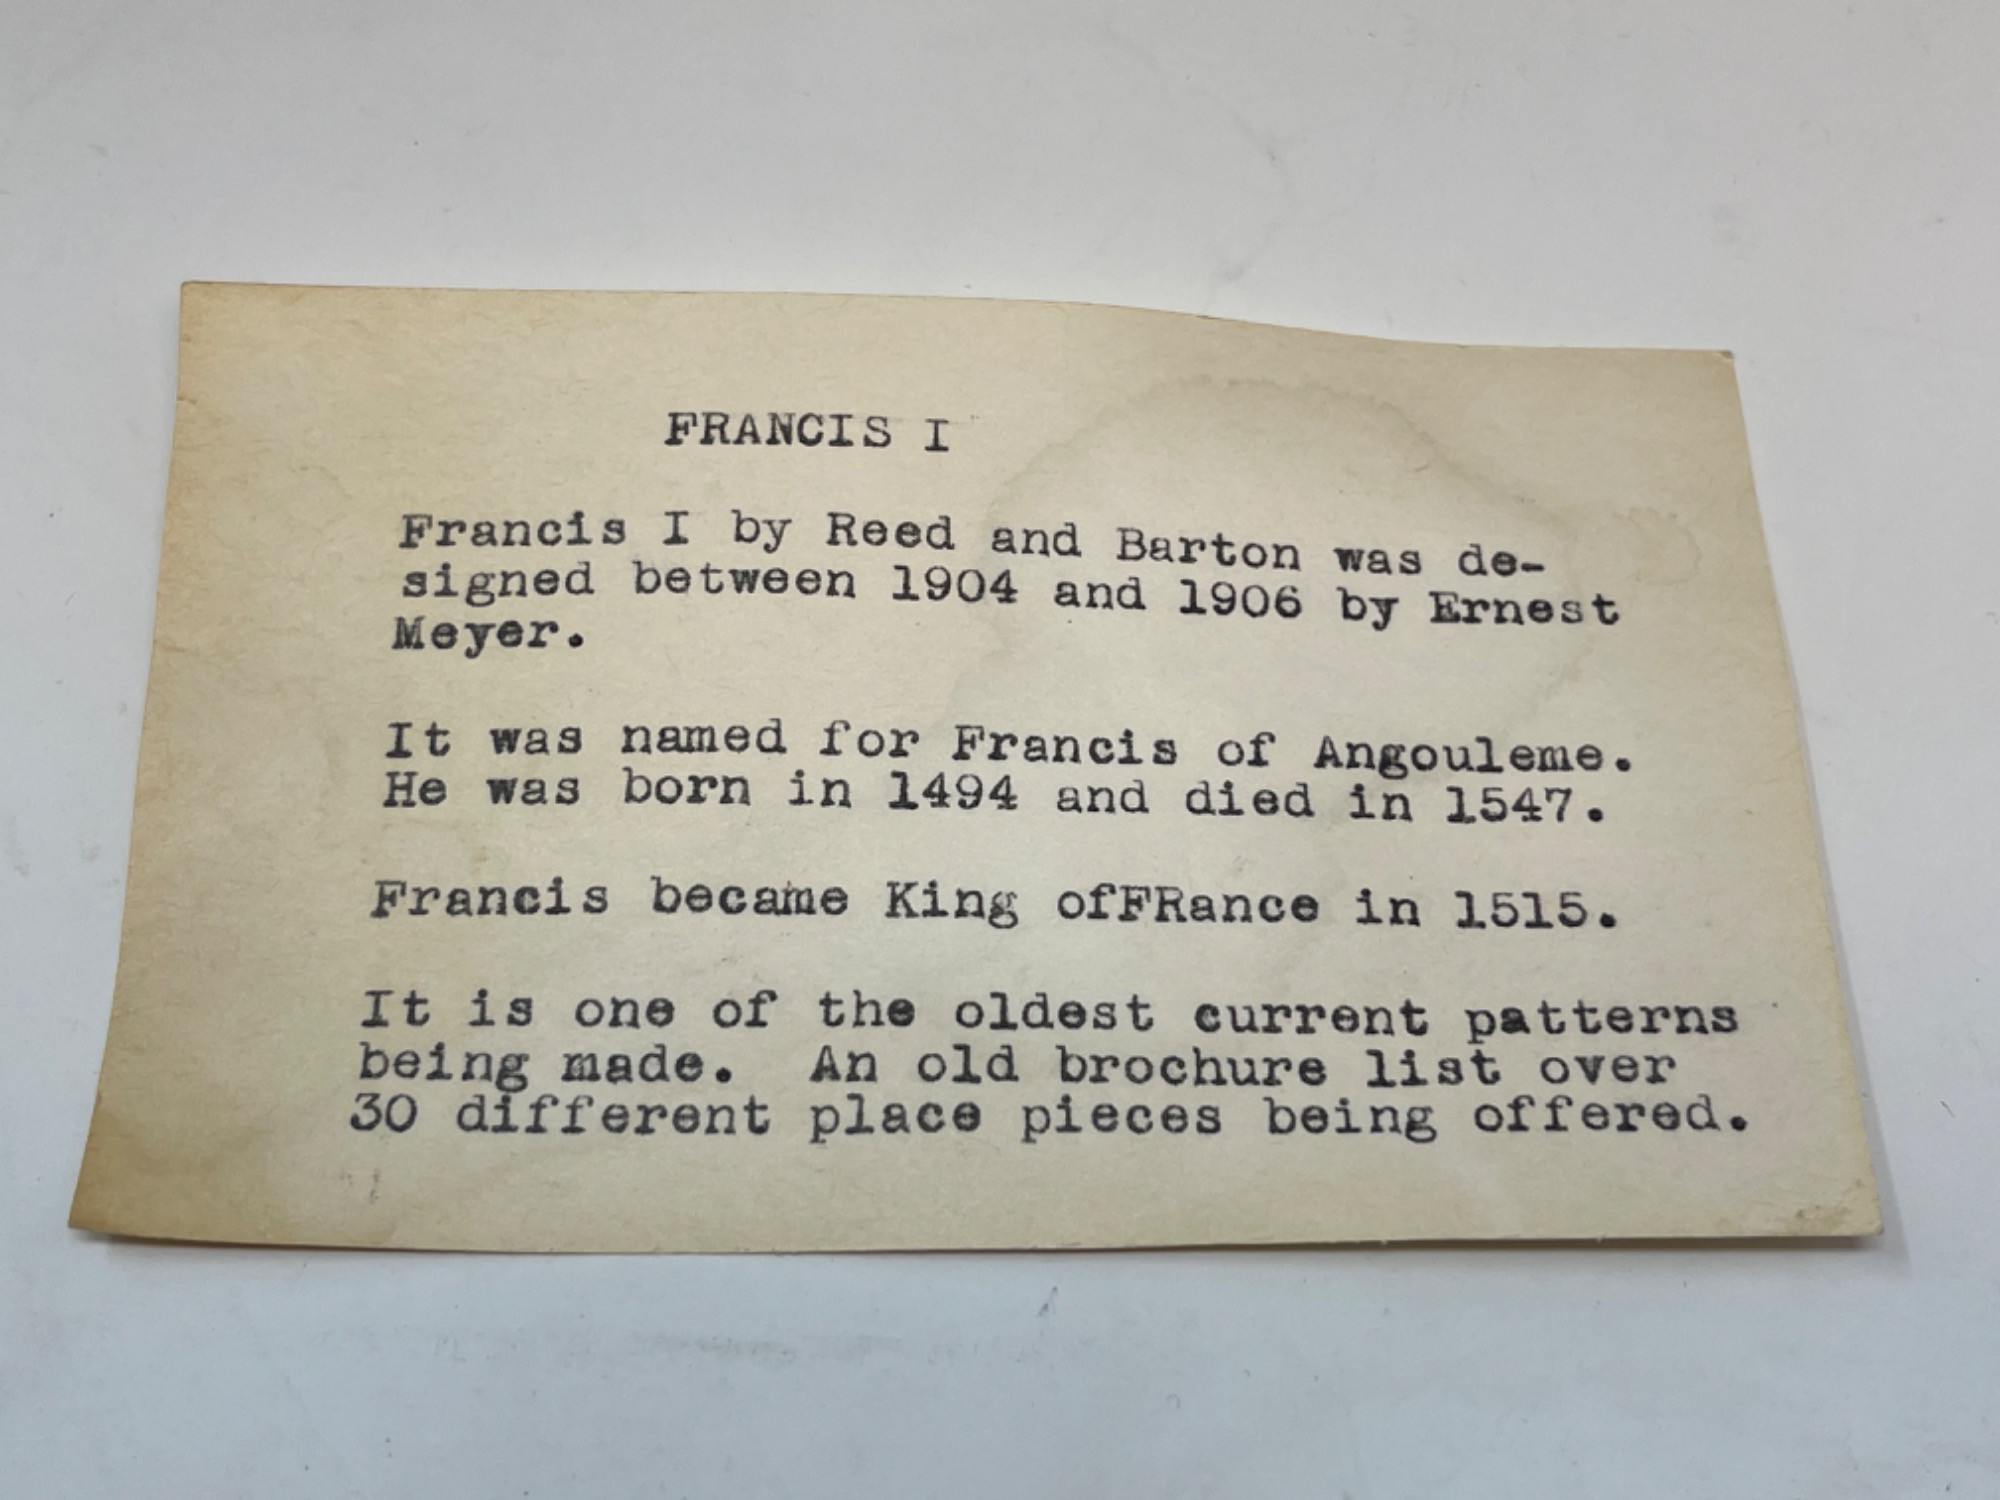 FRANCIS I
Francis I by Reed and Barton was de-
signed between 1904 and 1906 by Ernest
Meyer.
It was named for Francis of Angouleme.
He was born in 1494 and died in 1547.
Francis became King ofFRance in 1515.
It is one of the oldest current patterns
being made. An old brochure list over
30 different place pieces being offered.